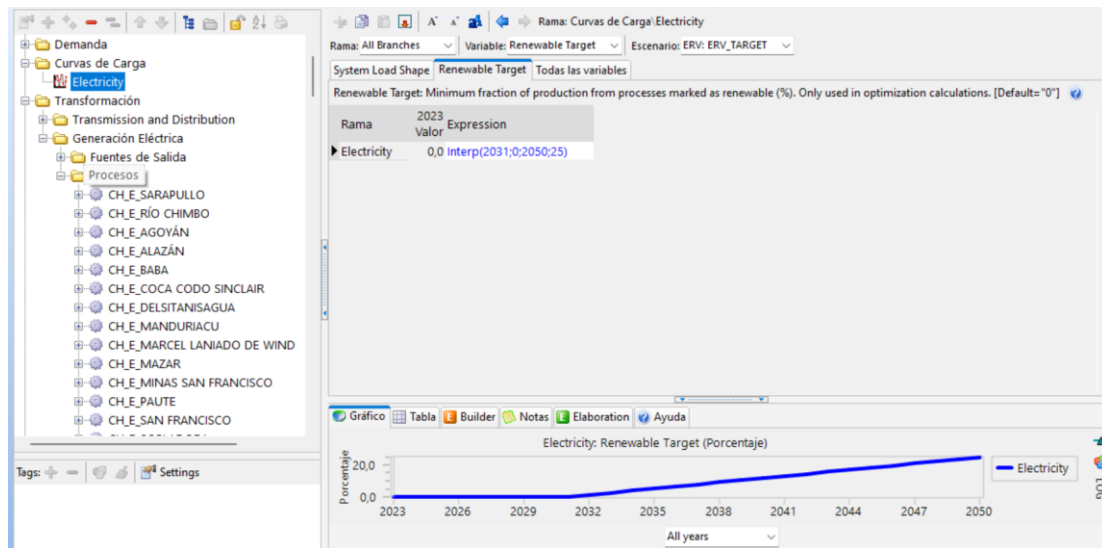 Rama: Curvas de Carga\Electricity
Rama: All Branches Variable: Renewable Target Escenario: ERV: ERV_TARGET
System Load Shape Renewable Target Todas las variables
Renewable Target: Minimum fraction of production from processes marked as renewable (%). Only used in optimization calculations. [Default="0"]
Rama 2023 Valor Expression
Electricity 0,0 Interp(2031;0;2050;25)
Demanda
Curvas de Carga
Electricity
Transformación
Transmission and Distribution
Generación Eléctrica
Fuentes de Salida
Procesos
CH_E_SARAPULLO
CH_E_RÍO CHIMBO
CH_E_AGOYÁN
CH_E_ALAZÁN
CH_E_BABA
CH_E_COCA CODO SINCLAIR
CH_E_DELSITANISAGUA
CH_E_MANDURIACU
CH_E_MARCEL LANIADO DE WIND
CH_E_MAZAR
CH_E_MINAS SAN FRANCISCO
CH_E_PAUTE
CH_E_SAN FRANCISCO
Tags: Settings
Gráfico Tabla Builder Notas Elaboration Ayuda
Electricity: Renewable Target (Porcentaje)
Porcentaje
20,0
0,0
2023 2026 2029 2032 2035 2038 2041 2044 2047 2050
Electricity
LOG
All years